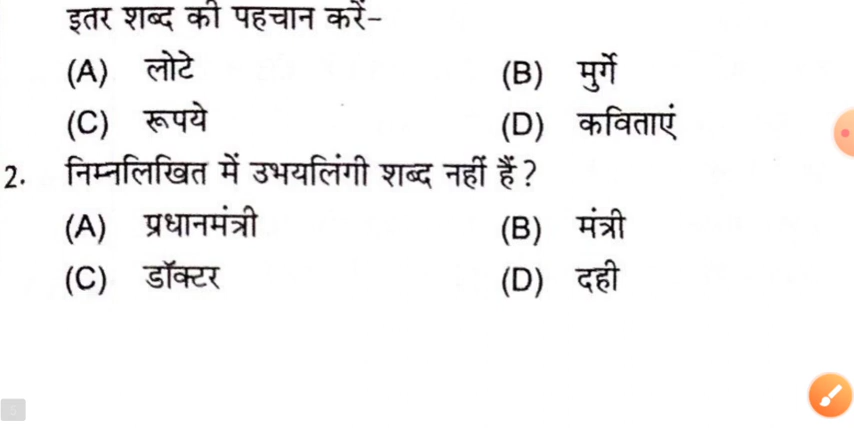 इतर शब्द की पहचान करें-
(A) लोटे (B) मुर्गे
(C) रूपये (D) कविताएं
2. निम्नलिखित में उभयलिंगी शब्द नहीं हैं?
(A) प्रधानमंत्री (B) मंत्री
(C) डॉक्टर (D) दही